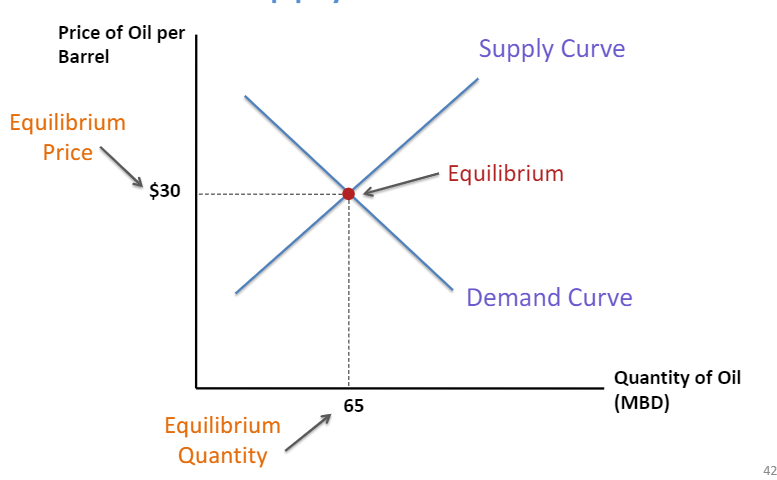 Price of Oil per
Barrel
Supply Curve
Equilibrium
Price
$30
Equilibrium
Demand Curve
Quantity of Oil
(MBD)
65
Equilibrium
Quantity
42